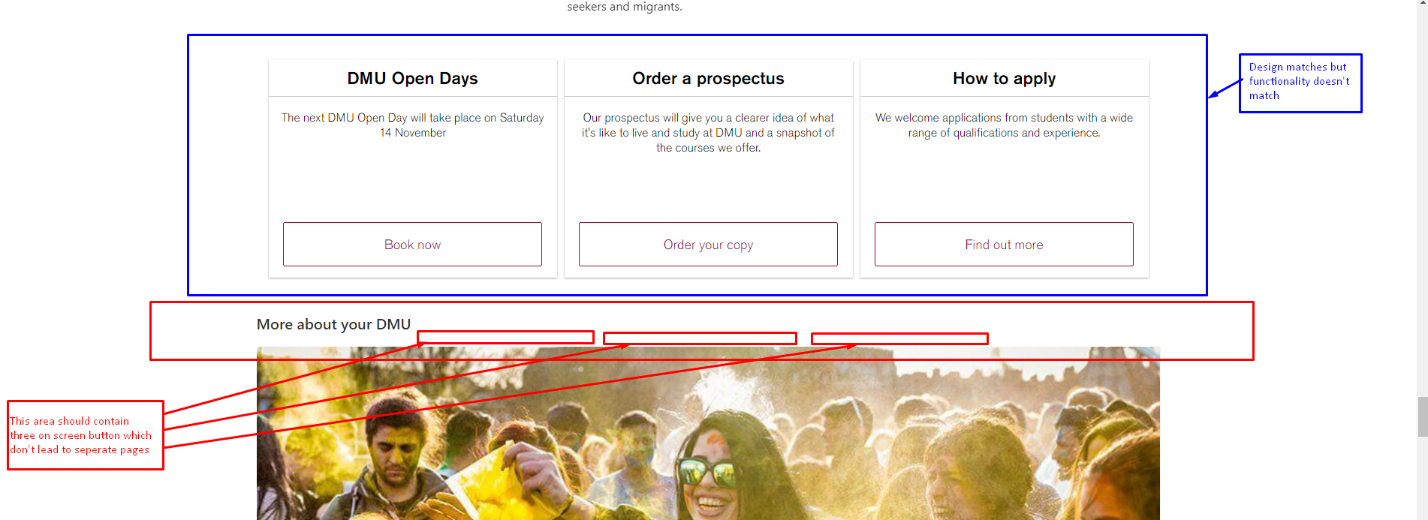 seekers and migrants.
Design matches but
functionality doesn't
match
DMU Open Days
The next DMU Open Day will take place on Saturday
14 November
Book now
Order a prospectus
Our prospectus will give you a clearer idea of what
it's like to live and study at DMU and a snapshot of
the courses we offer.
Order your copy
How to apply
We welcome applications from students with a wide
range of qualifications and experience.
Find out more
More about your DMU
This area should contain
three on screen button which
don't lead to seperate pages